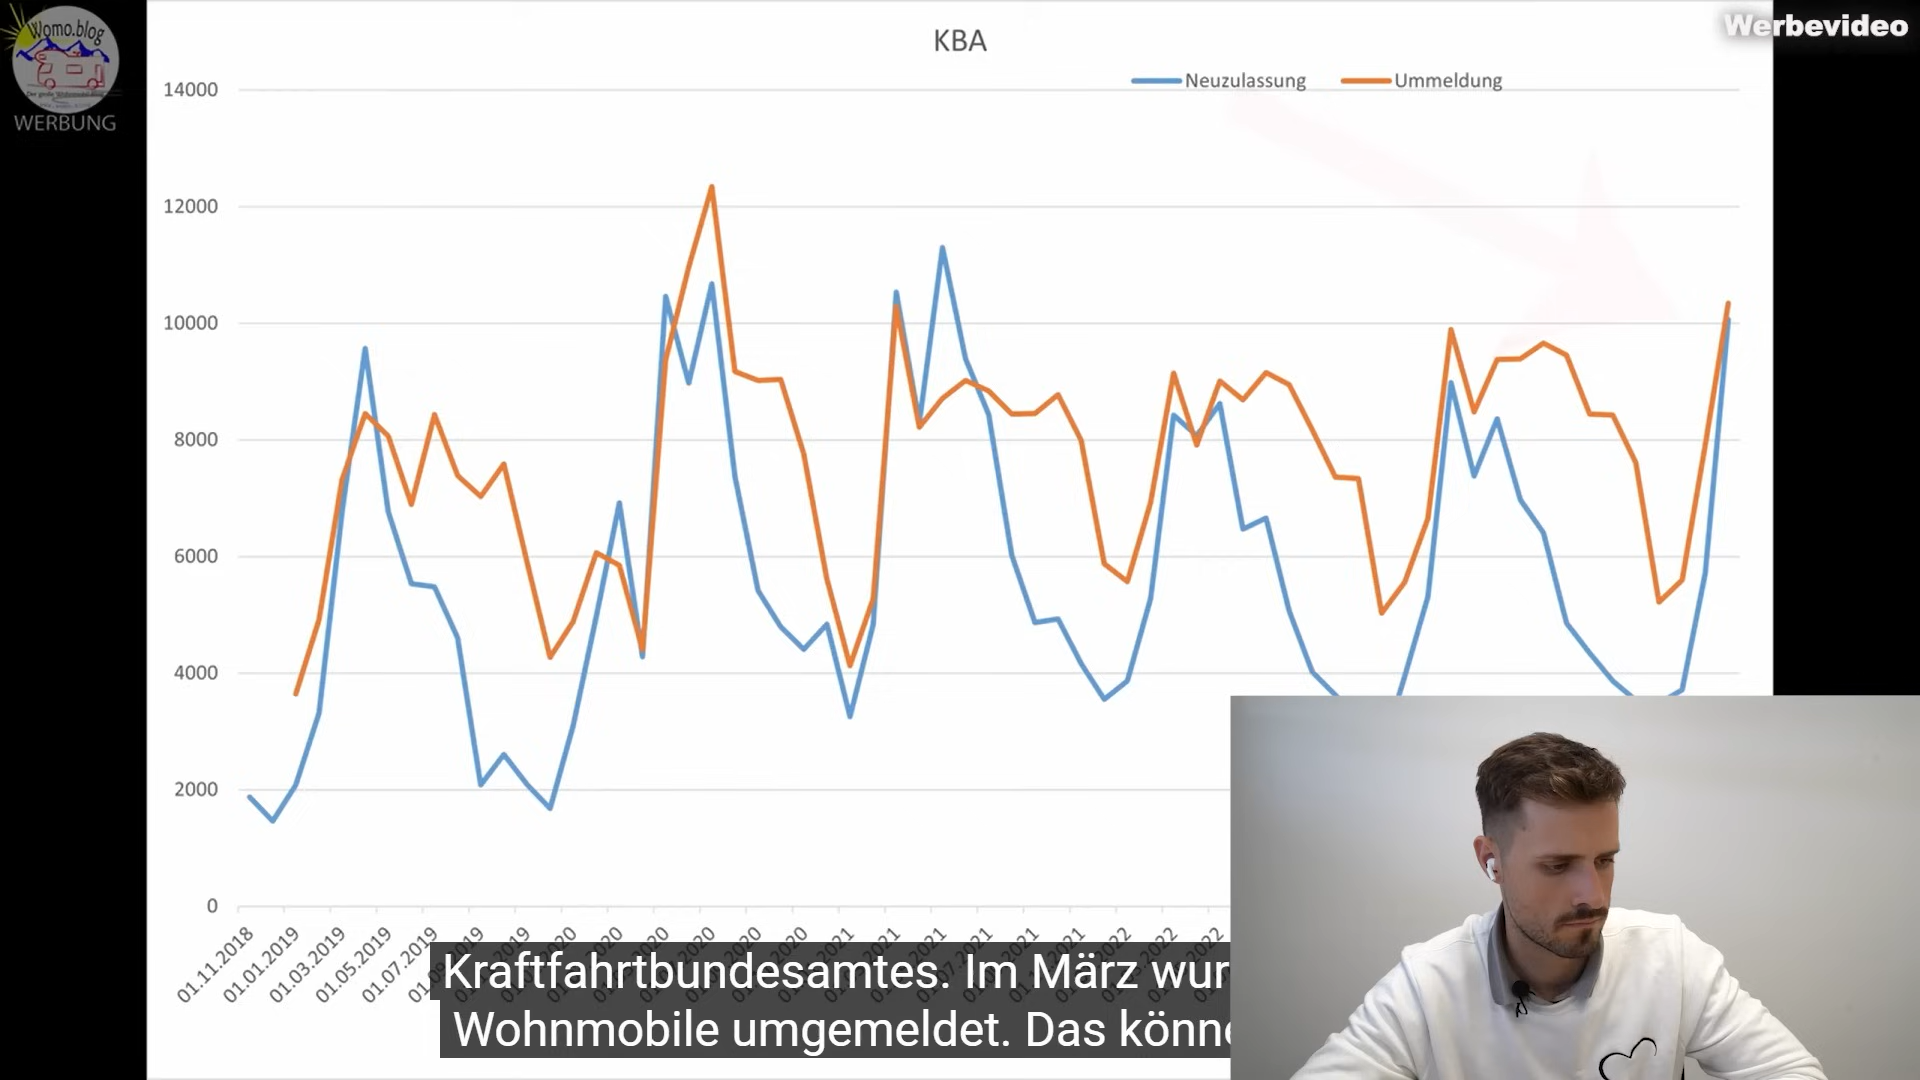 Womo.blog
WERBUNG
Werbevideo
KBA
Neuzulassung
Ummeldung
14000
12000
10000
8000
6000
4000
2000
0
01.11.2018
01.01.2019
01.03.2019
01.05.2019
01.07.2019
Kraftfahrtbundesamtes. Im März wur
Wohnmobile umgemeldet. Das könne